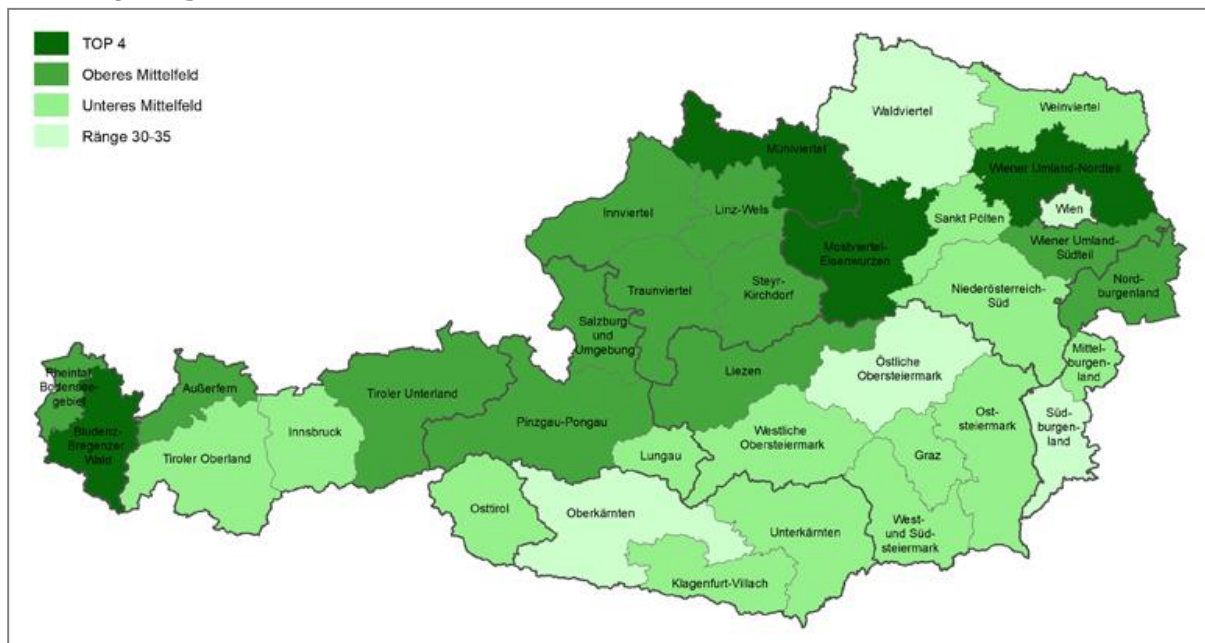 TOP 4
Oberes Mittelfeld
Unteres Mittelfeld
Ränge 30-35
Waldviertel
Weinviertel
Mühlviertel
Wiener Umland-Nordteil
Innviertel
Linz-Wels
Sankt Pölten
Wien
Mostviertel-
Eisenwurzen
Wiener Umland-
Südteil
Traunviertel
Steyr-
Kirchdorf
Niederösterreich-
Süd
Nord-
burgenland
Salzburg
und
Umgebung
Rheintal-
Bodensee-
gebiet
Außerfern
Tiroler Unterland
Liezen
Östliche
Obersteiermark
Mittel-
burgen-
land
Bludenz-
Bregenzer
Wald
Tiroler Oberland
Innsbruck
Pinzgau-Pongau
Lungau
Westliche
Obersteiermark
Graz
Ost-
steiermark
Süd-
burgen-
land
Osttirol
Oberkärnten
Unterkärnten
West-
und Süd-
steiermark
Klagenfurt-Villach